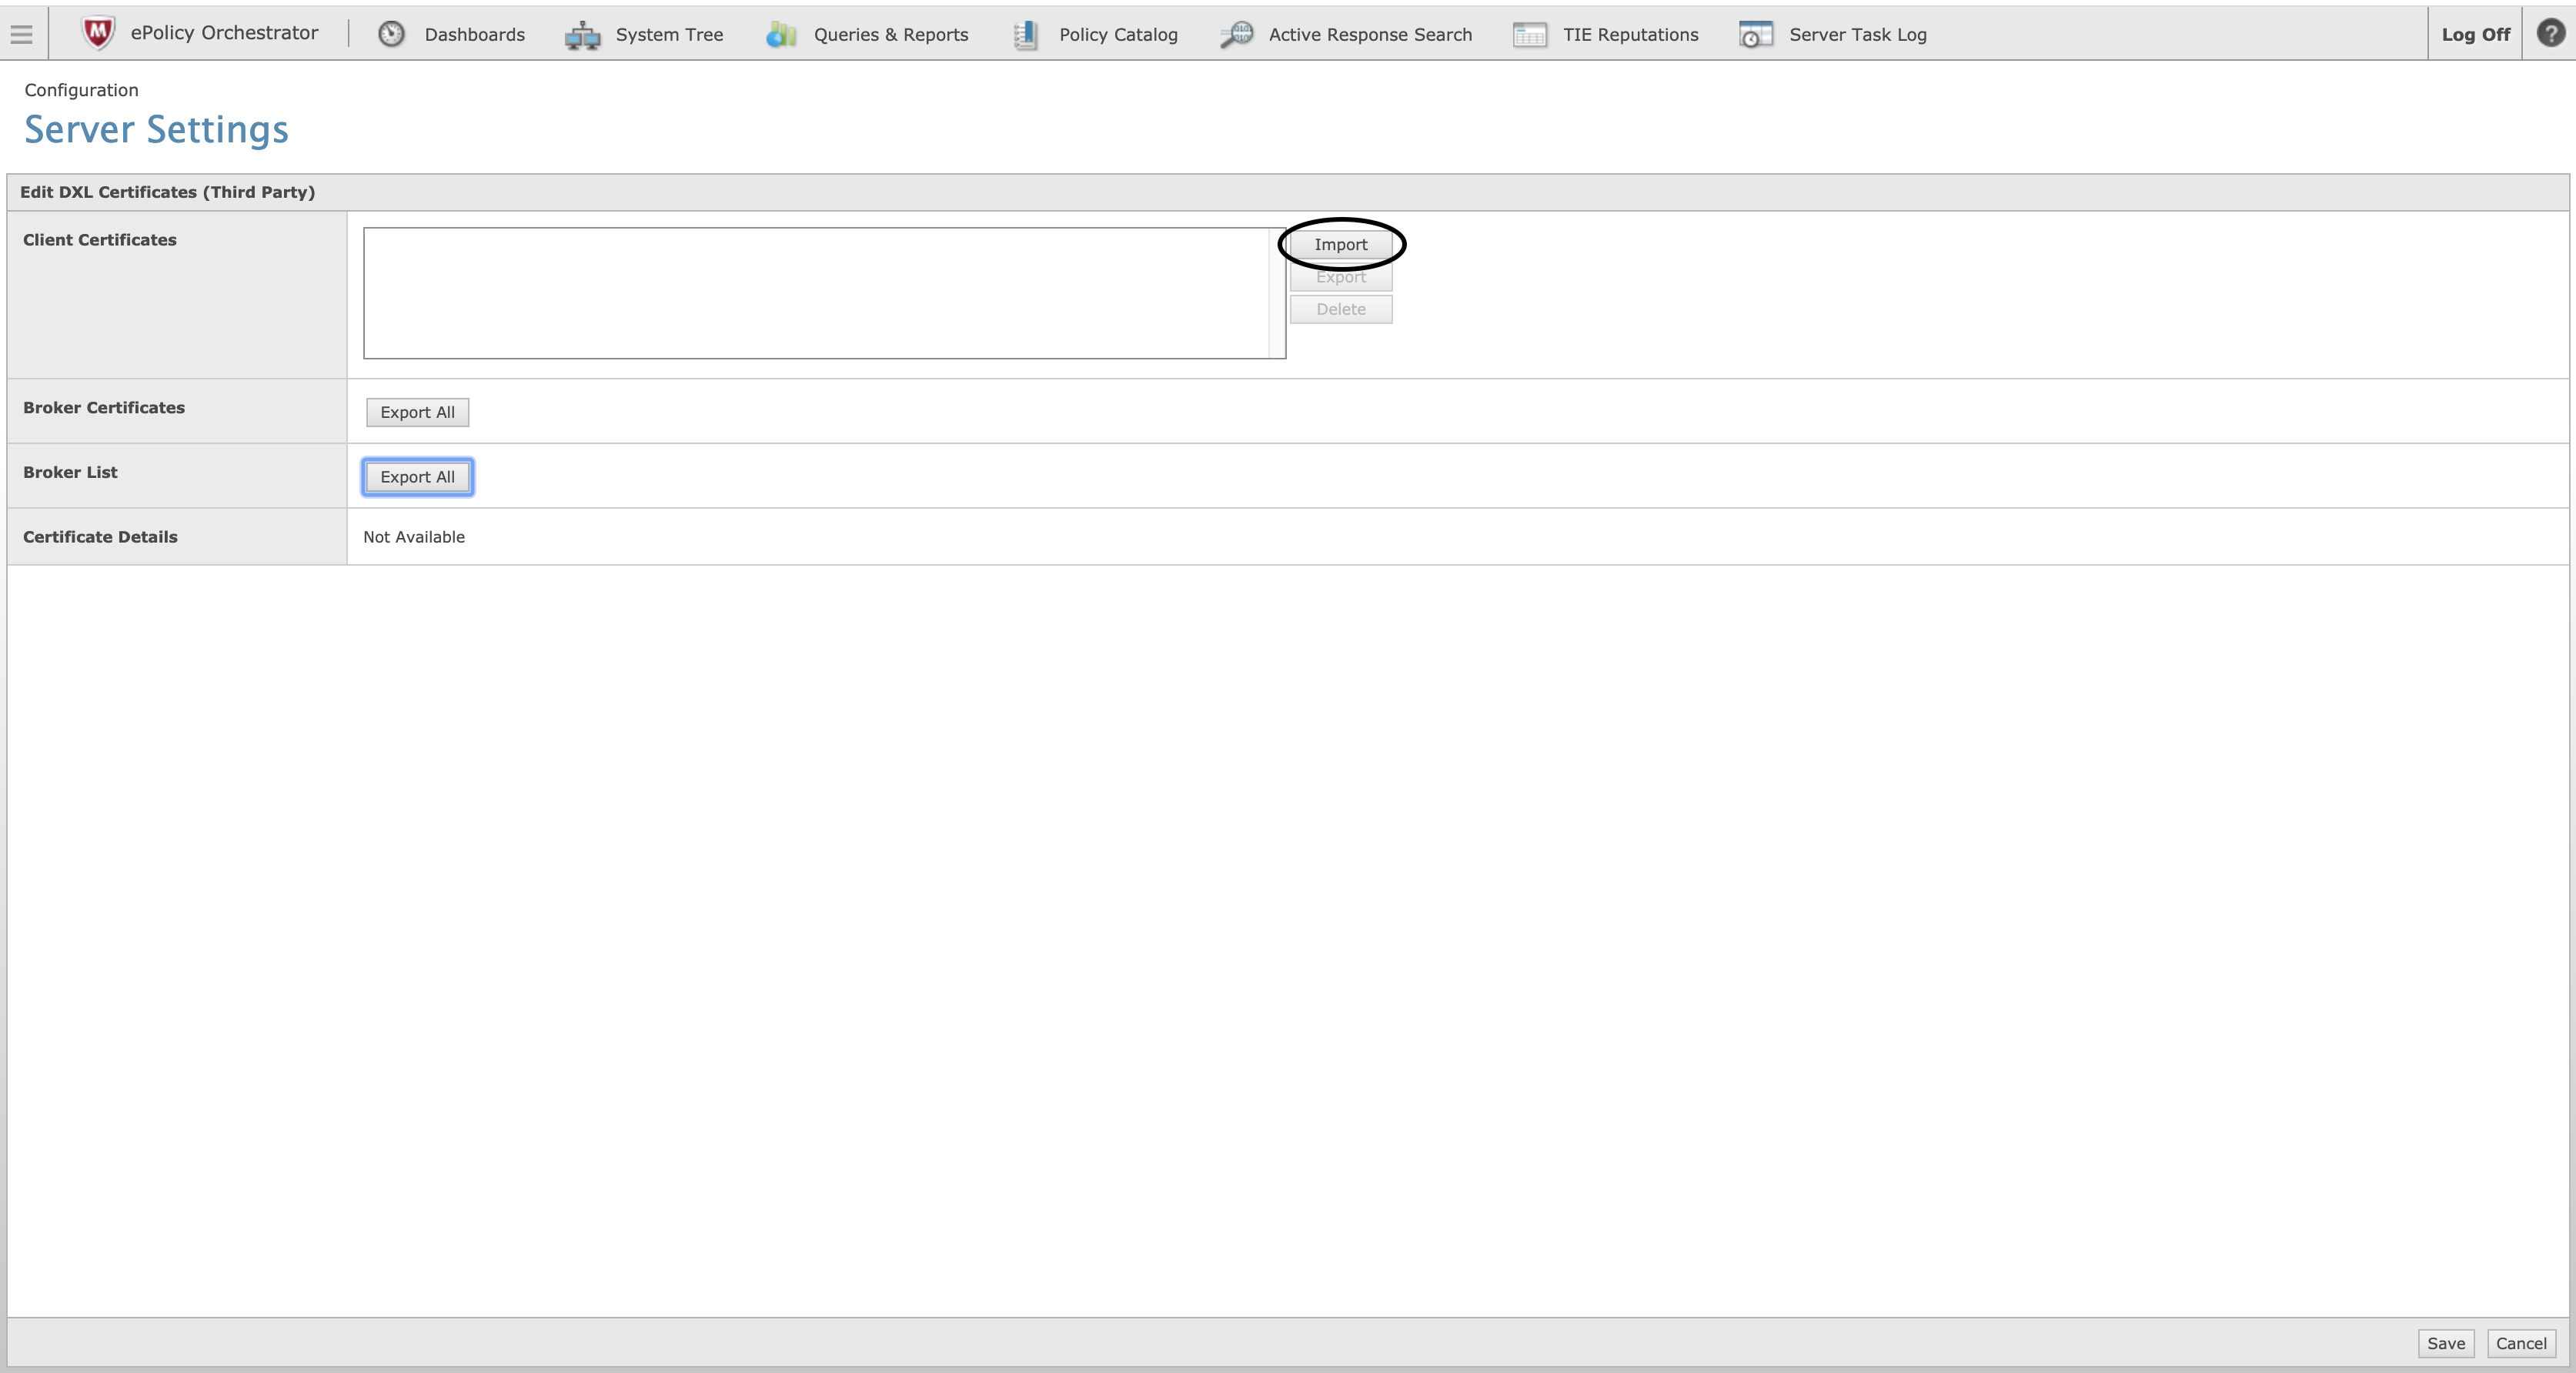 ePolicy Orchestrator Dashboards System Tree Queries & Reports Policy Catalog Active Response Search TIE Reputations Server Task Log Log Off ?
Configuration
Server Settings
Edit DXL Certificates (Third Party)
Client Certificates
Import
Export
Delete
Broker Certificates Export All
Broker List Export All
Certificate Details Not Available
Save Cancel